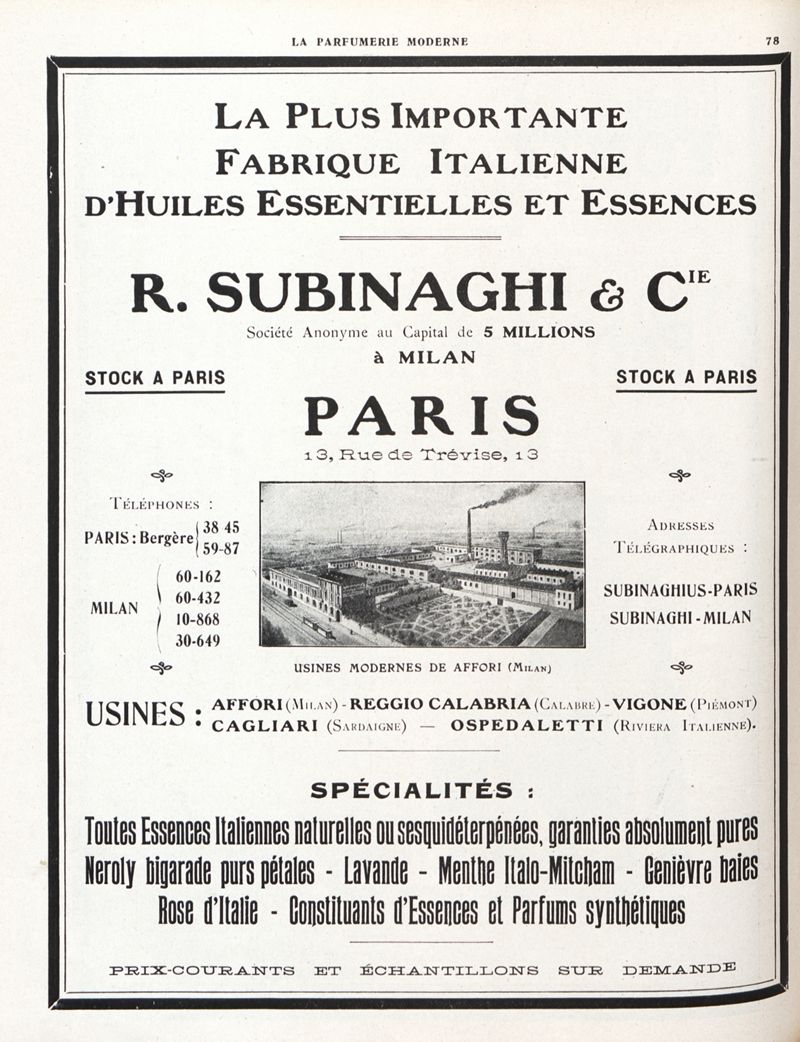 LA PARFUMERIE MODERNE 78
LA PLUS IMPORTANTE
FABRIQUE ITALIENNE
D'HUILES ESSENTIELLES ET ESSENCES
R. SUBINAGHI & CIE
Société Anonyme au Capital de 5 MILLIONS
à MILAN
STOCK A PARIS
STOCK A PARIS
PARIS
13, Rue de Trévise, 13
TÉLÉPHONES :
PARIS : Bergère 38 45
59-87
MILAN
60-162
60-432
10-868
30-649
ADRESSES
TÉLÉGRAPHIQUES :
SUBINAGHIUS-PARIS
SUBINAGHI-MILAN
USINES MODERNES DE AFFORI (MILAN)
USINES : AFFORI (MILAN) - REGGIO CALABRIA (CALABRE) - VIGONE (PIÉMONT)
CAGLIARI (SARDAIGNE) — OSPEDALETTI (RIVIERA ITALIENNE).
SPÉCIALITÉS :
Toutes Essences Italiennes naturelles ou sesquidéterpénées, garanties absolument pures
Neroly bigarade purs pétales - Lavande - Menthe Italo-Mitcham - Genièvre baies
Rose d'Italie - Constituants d'Essences et Parfums synthétiques
PRIX-COURANTS ET ÉCHANTILLONS SUR DEMANDE